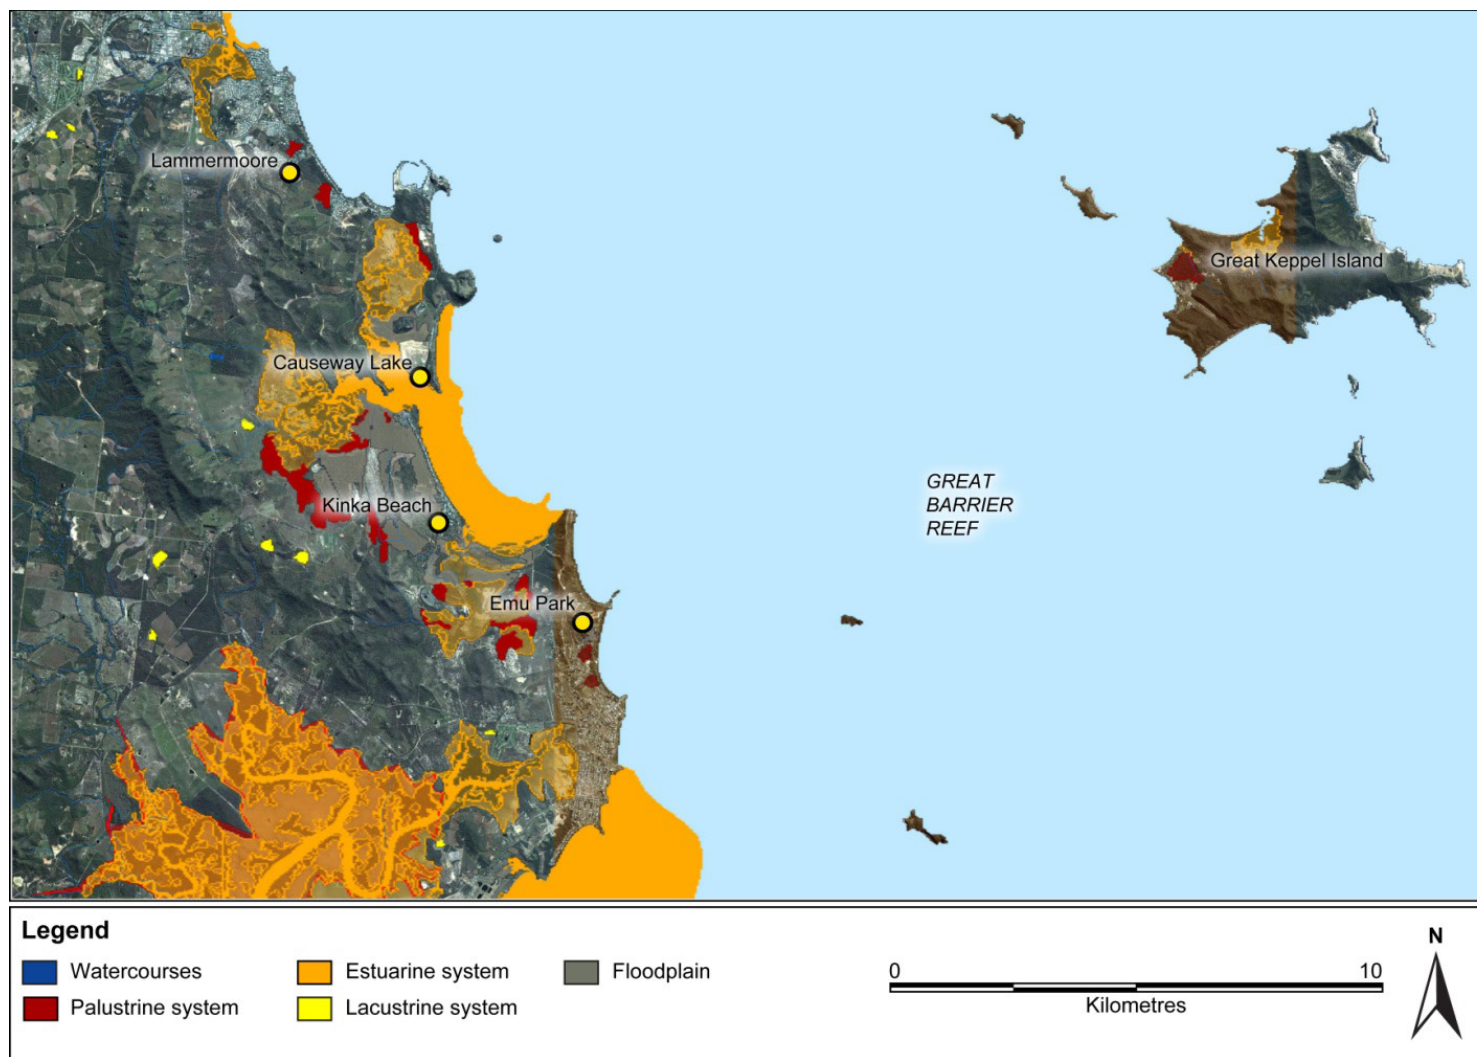 Lammermoore
Great Keppel Island
Causeway Lake
GREAT
BARRIER
REEF
Kinka Beach
Emu Park
Legend
Watercourses
Estuarine system
Floodplain
Palustrine system
Lacustrine system
0 10
Kilometres
N